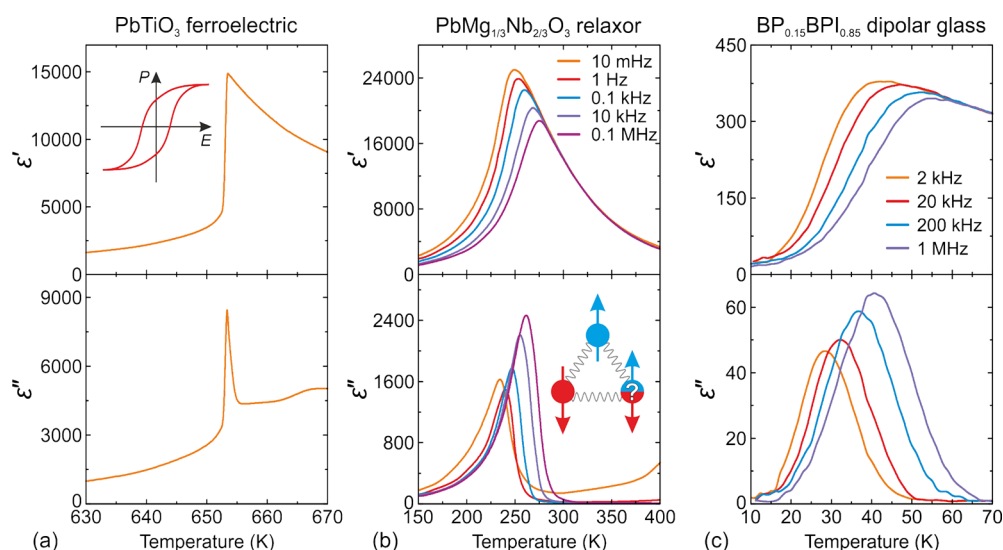 PbTiO3 ferroelectric
15000
12500
10000
7500
5000
2500
0
ε′
P
E
9000
6000
3000
0
ε″
630 640 650 660 670
(a) Temperature (K)
PbMg1/3Nb2/3O3 relaxor
24000
16000
8000
0
ε′
10 mHz
1 Hz
0.1 kHz
10 kHz
0.1 MHz
2400
1600
800
0
ε″
?
150 200 250 300 350 400
(b) Temperature (K)
BP0.15BPI0.85 dipolar glass
450
300
150
0
ε′
2 kHz
20 kHz
200 kHz
1 MHz
60
40
20
0
ε″
10 20 30 40 50 60 70
(c) Temperature (K)